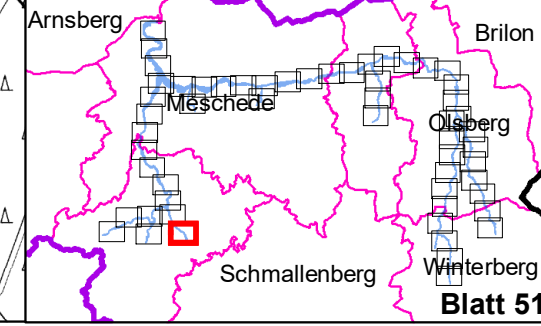 Arnsberg
Brilon
Meschede
Olsberg
Schmallenberg
Winterberg
Blatt 51